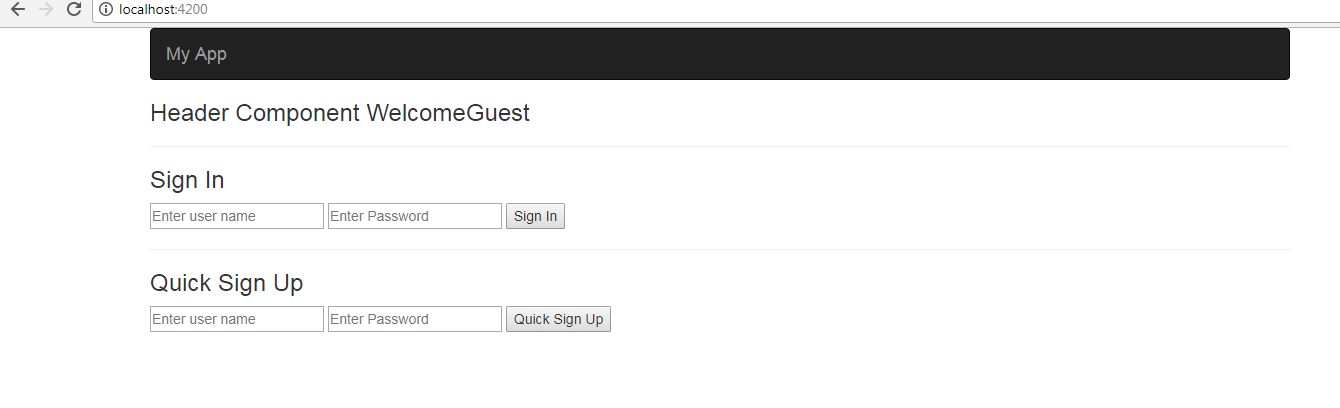 localhost:4200
My App
Header Component WelcomeGuest
Sign In
Enter user name Enter Password Sign In
Quick Sign Up
Enter user name Enter Password Quick Sign Up